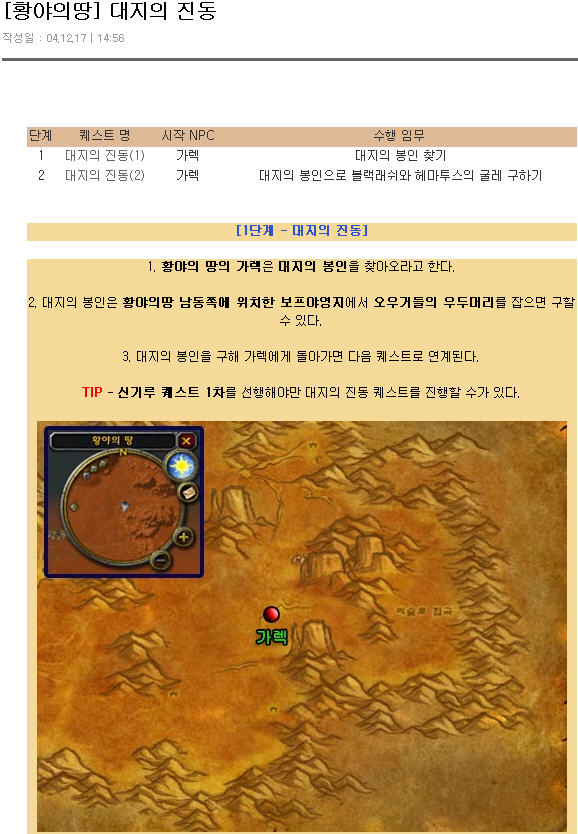 [황야의땅] 대지의 진동
작성일 : 04.12.17 | 14:56
단계 퀘스트 명 시작 NPC 수행 임무
1 대지의 진동(1) 가렉 대지의 봉인 찾기
2 대지의 진동(2) 가렉 대지의 봉인으로 블랙래쉬와 헤마투스의 굴레 구하기
[1단계 - 대지의 진동]
1. 황야의 땅의 가렉은 대지의 봉인을 찾아오라고 한다.
2. 대지의 봉인은 황야의땅 남동쪽에 위치한 보프야영지에서 오우거들의 우두머리를 잡으면 구할
수 있다.
3. 대지의 봉인을 구해 가렉에게 돌아가면 다음 퀘스트로 연계된다.
TIP - 신기루 퀘스트 1차를 선행해야만 대지의 진동 퀘스트를 진행할 수가 있다.
황야의 땅
N
가렉